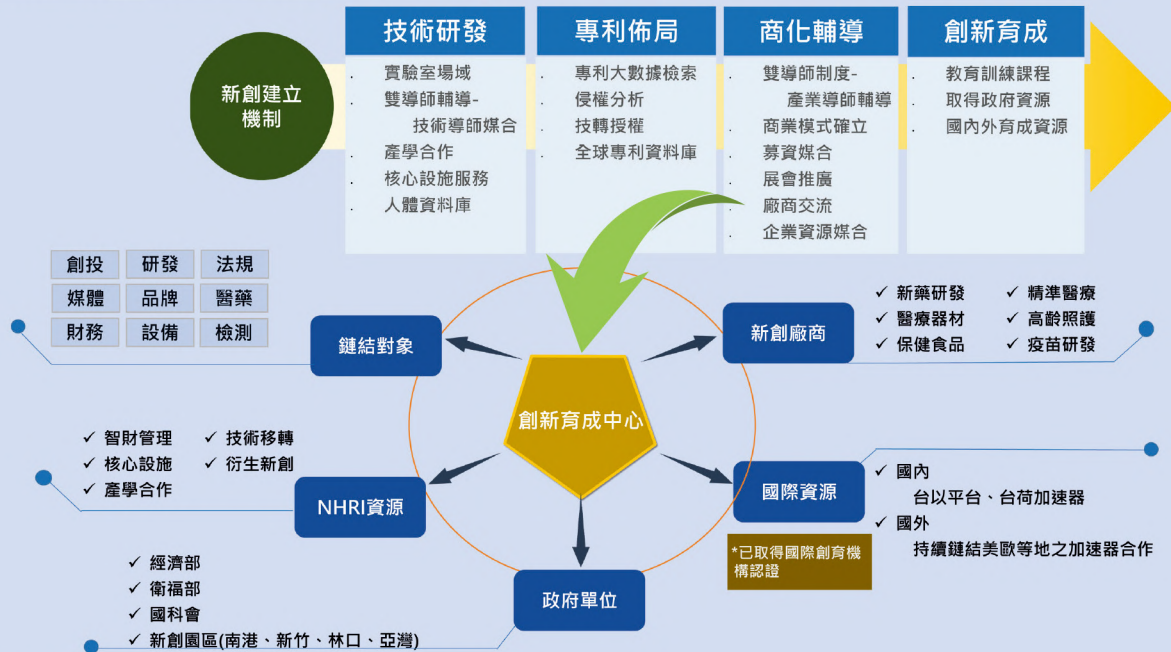 新創建立
機制
技術研發
. 實驗室場域
. 雙導師輔導-
技術導師媒合
. 產學合作
. 核心設施服務
. 人體資料庫
專利佈局
. 專利大數據檢索
. 侵權分析
. 技轉授權
. 全球專利資料庫
商化輔導
. 雙導師制度-
產業導師輔導
. 商業模式確立
. 募資媒合
. 展會推廣
. 廠商交流
. 企業資源媒合
創新育成
. 教育訓練課程
. 取得政府資源
. 國內外育成資源
創投 研發 法規
媒體 品牌 醫藥
財務 設備 檢測
鏈結對象
新創廠商
✓ 新藥研發 ✓ 精準醫療
✓ 醫療器材 ✓ 高齡照護
✓ 保健食品 ✓ 疫苗研發
創新育成中心
✓ 智財管理 ✓ 技術移轉
✓ 核心設施 ✓ 衍生新創
✓ 產學合作
NHRI資源
國際資源
✓ 國內
台以平台、台荷加速器
✓ 國外
持續鏈結美歐等地之加速器合作
*已取得國際創育機
構認證
政府單位
✓ 經濟部
✓ 衛福部
✓ 國科會
✓ 新創園區(南港、新竹、林口、亞灣)